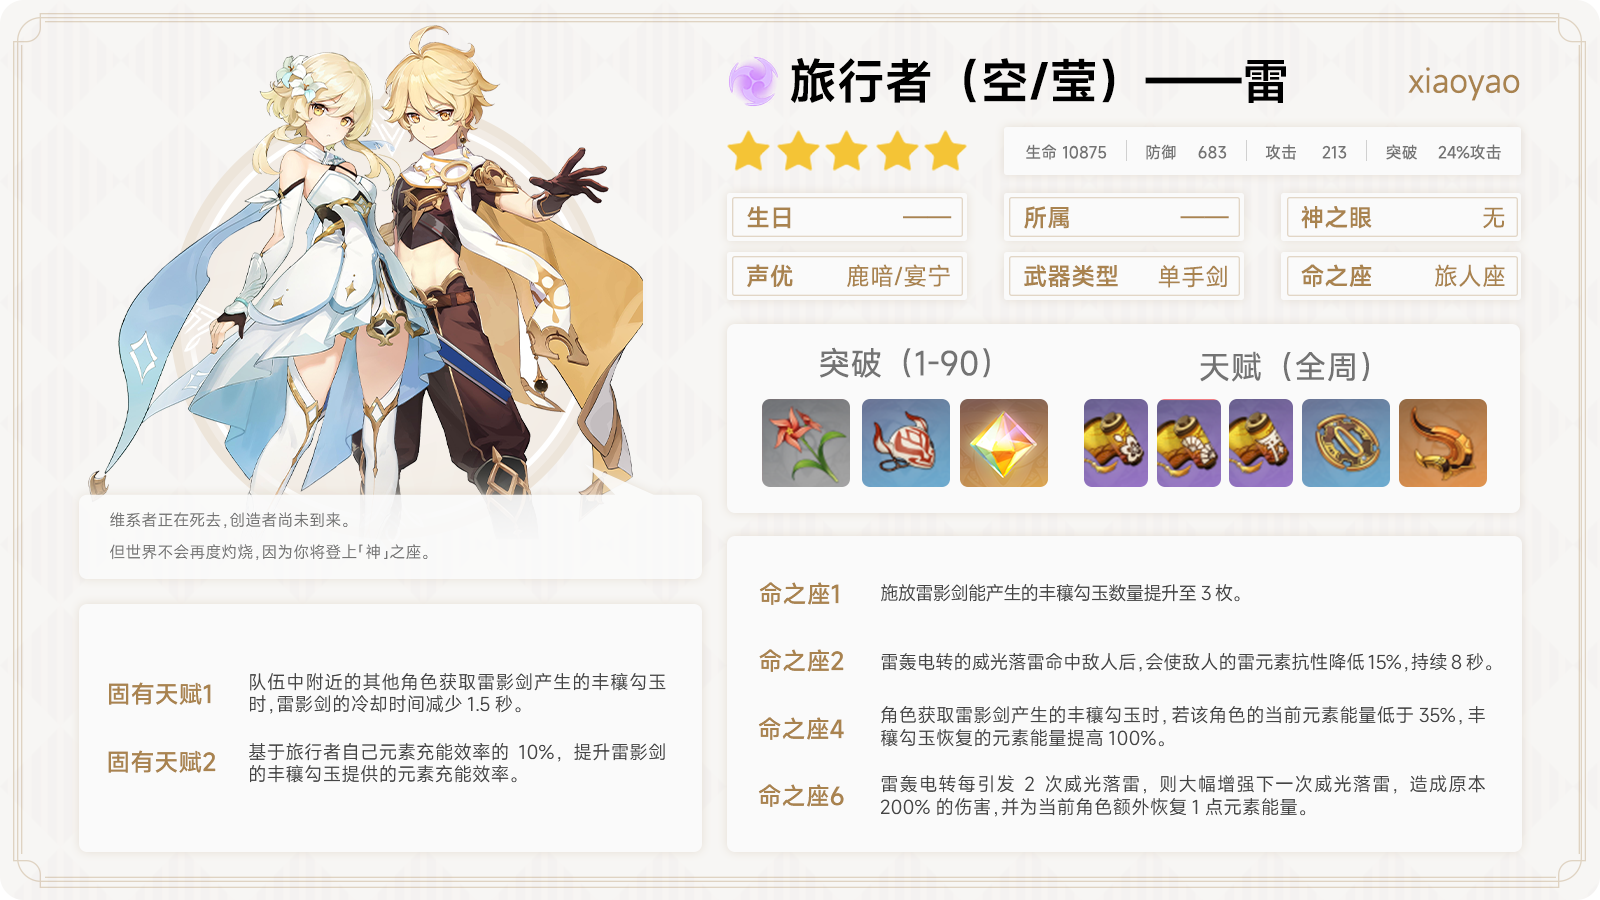 旅行者（空/莹）——雷
xiaoyao
生命 10875 防御 683 攻击 213 突破 24%攻击
生日 ——
所属 ——
神之眼 无
声优 鹿喑/宴宁
武器类型 单手剑
命之座 旅人座
突破（1-90）
天赋（全周）
维系者正在死去,创造者尚未到来。
但世界不会再度灼烧,因为你将登上「神」之座。
固有天赋1
队伍中附近的其他角色获取雷影剑产生的丰穰勾玉
时,雷影剑的冷却时间减少 1.5 秒。
固有天赋2
基于旅行者自己元素充能效率的 10%，提升雷影剑
的丰穰勾玉提供的元素充能效率。
命之座1
施放雷影剑能产生的丰穰勾玉数量提升至 3 枚。
命之座2
雷轰电转的威光落雷命中敌人后,会使敌人的雷元素抗性降低 15%,持续 8 秒。
命之座4
角色获取雷影剑产生的丰穰勾玉时,若该角色的当前元素能量低于 35%,丰
穰勾玉恢复的元素能量提高 100%。
命之座6
雷轰电转每引发 2 次威光落雷，则大幅增强下一次威光落雷，造成原本
200% 的伤害,并为当前角色额外恢复 1 点元素能量。